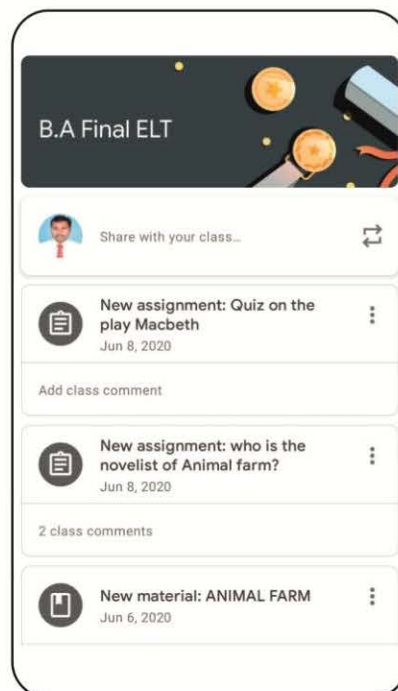 B.A Final ELT
Share with your class...
New assignment: Quiz on the
play Macbeth
Jun 8, 2020
Add class comment
New assignment: who is the
novelist of Animal farm?
Jun 8, 2020
2 class comments
New material: ANIMAL FARM
Jun 6, 2020